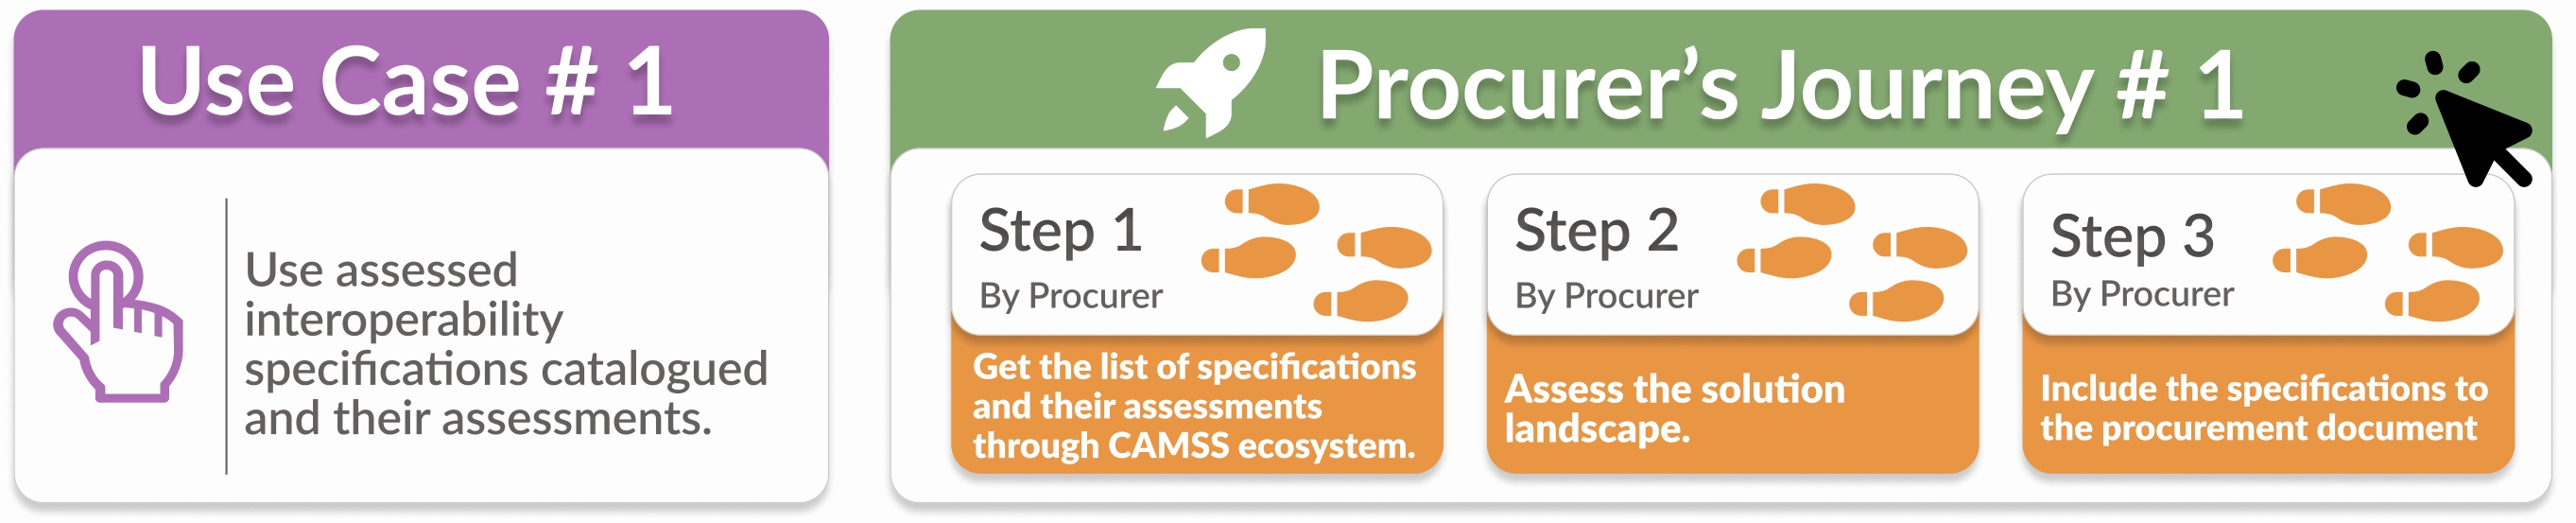 Use Case # 1
Use assessed
interoperability
specifications catalogued
and their assessments.
Procurer’s Journey # 1
Step 1
By Procurer
Get the list of specifications
and their assessments
through CAMSS ecosystem.
Step 2
By Procurer
Assess the solution
landscape.
Step 3
By Procurer
Include the specifications to
the procurement document